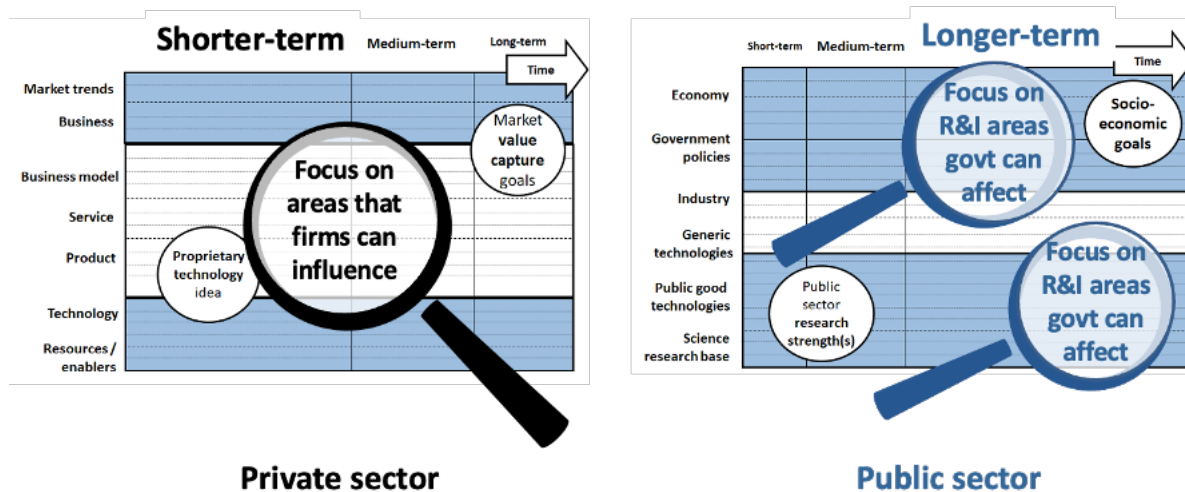 Shorter-term
Medium-term
Long-term
Time
Market trends
Business
Business model
Service
Product
Technology
Resources /
enablers
Market
value
capture
goals
Focus on
areas that
firms can
influence
Proprietary
technology
idea
Private sector
Short-term
Medium-term
Longer-term
Time
Economy
Government
policies
Industry
Generic
technologies
Public good
technologies
Science
research base
Focus on
R&I areas
govt can
affect
Socio-
economic
goals
Public
sector
research
strength(s)
Focus on
R&I areas
govt can
affect
Public sector